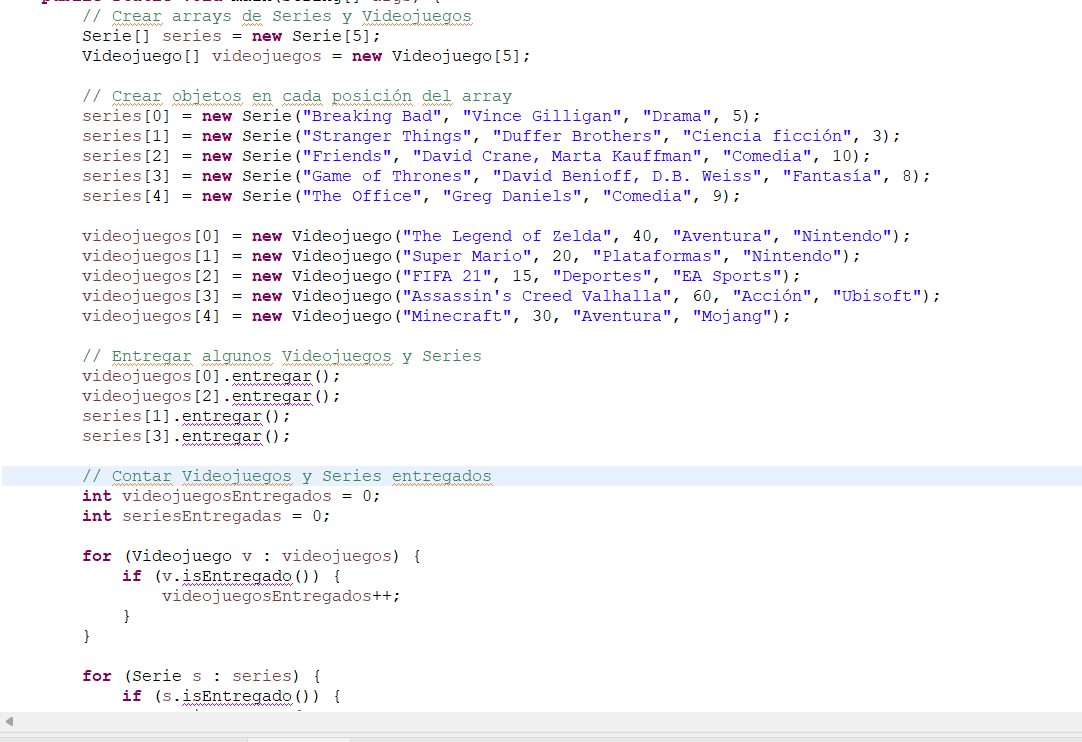 public static void main(String[] args) {
// Crear arrays de Series y Videojuegos
Serie[] series = new Serie[5];
Videojuego[] videojuegos = new Videojuego[5];
// Crear objetos en cada posición del array
series[0] = new Serie("Breaking Bad", "Vince Gilligan", "Drama", 5);
series[1] = new Serie("Stranger Things", "Duffer Brothers", "Ciencia ficción", 3);
series[2] = new Serie("Friends", "David Crane, Marta Kauffman", "Comedia", 10);
series[3] = new Serie("Game of Thrones", "David Benioff, D.B. Weiss", "Fantasía", 8);
series[4] = new Serie("The Office", "Greg Daniels", "Comedia", 9);
videojuegos[0] = new Videojuego("The Legend of Zelda", 40, "Aventura", "Nintendo");
videojuegos[1] = new Videojuego("Super Mario", 20, "Plataformas", "Nintendo");
videojuegos[2] = new Videojuego("FIFA 21", 15, "Deportes", "EA Sports");
videojuegos[3] = new Videojuego("Assassin's Creed Valhalla", 60, "Acción", "Ubisoft");
videojuegos[4] = new Videojuego("Minecraft", 30, "Aventura", "Mojang");
// Entregar algunos Videojuegos y Series
videojuegos[0].entregar();
videojuegos[2].entregar();
series[1].entregar();
series[3].entregar();
// Contar Videojuegos y Series entregados
int videojuegosEntregados = 0;
int seriesEntregadas = 0;
for (Videojuego v : videojuegos) {
if (v.isEntregado()) {
videojuegosEntregados++;
}
}
for (Serie s : series) {
if (s.isEntregado()) {